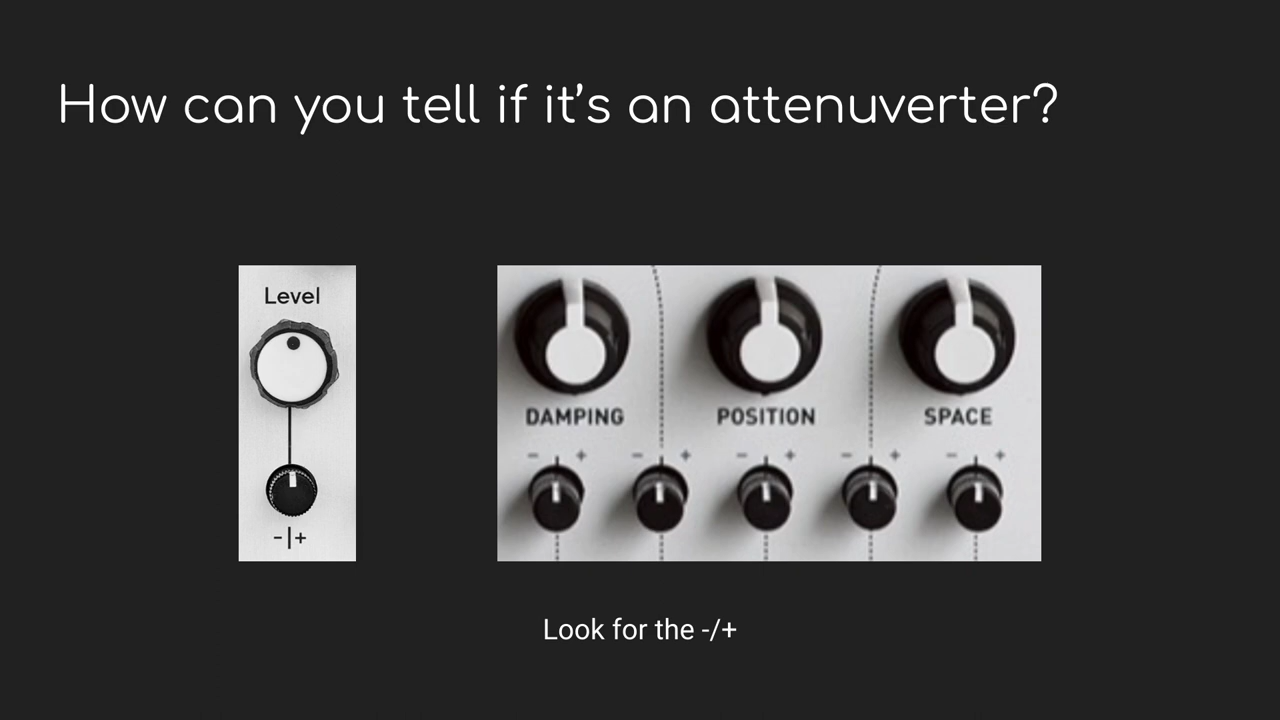 How can you tell if it's an attenuverter?
Level
-|+
DAMPING POSITION SPACE
- + - + - + - + - +
Look for the -/+